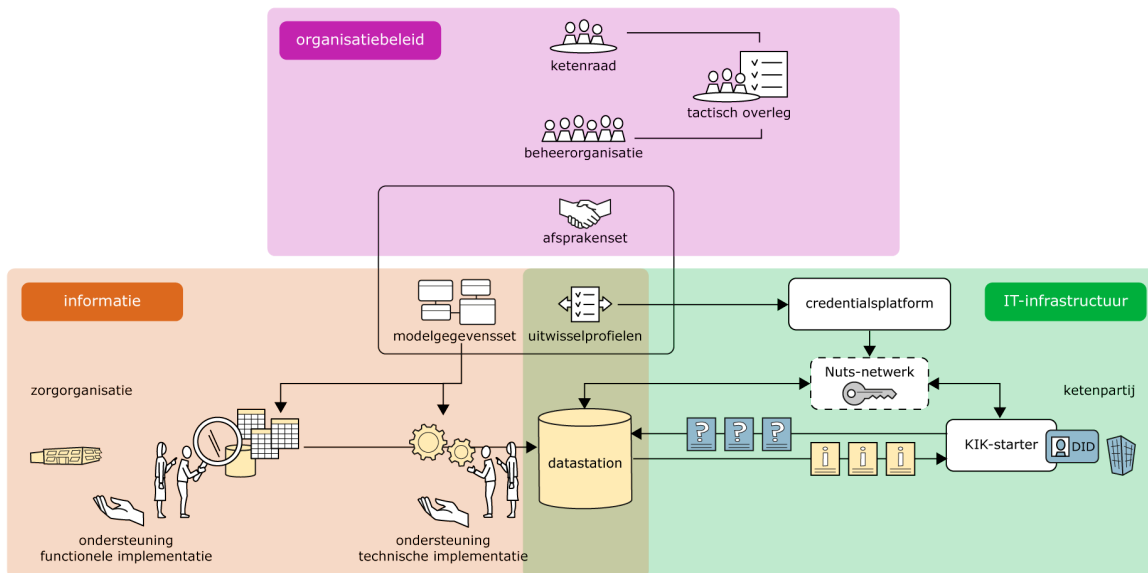 organisatiebeleid
ketenraad
tactisch overleg
beheerorganisatie
afsprakenset
informatie
IT-infrastructuur
modelgegevensset
uitwisselprofielen
credentialsplatform
Nuts-netwerk
zorgorganisatie
ketenpartij
datastation
KIK-starter
DID
? ? ?
i i i
ondersteuning
functionele implementatie
ondersteuning
technische implementatie